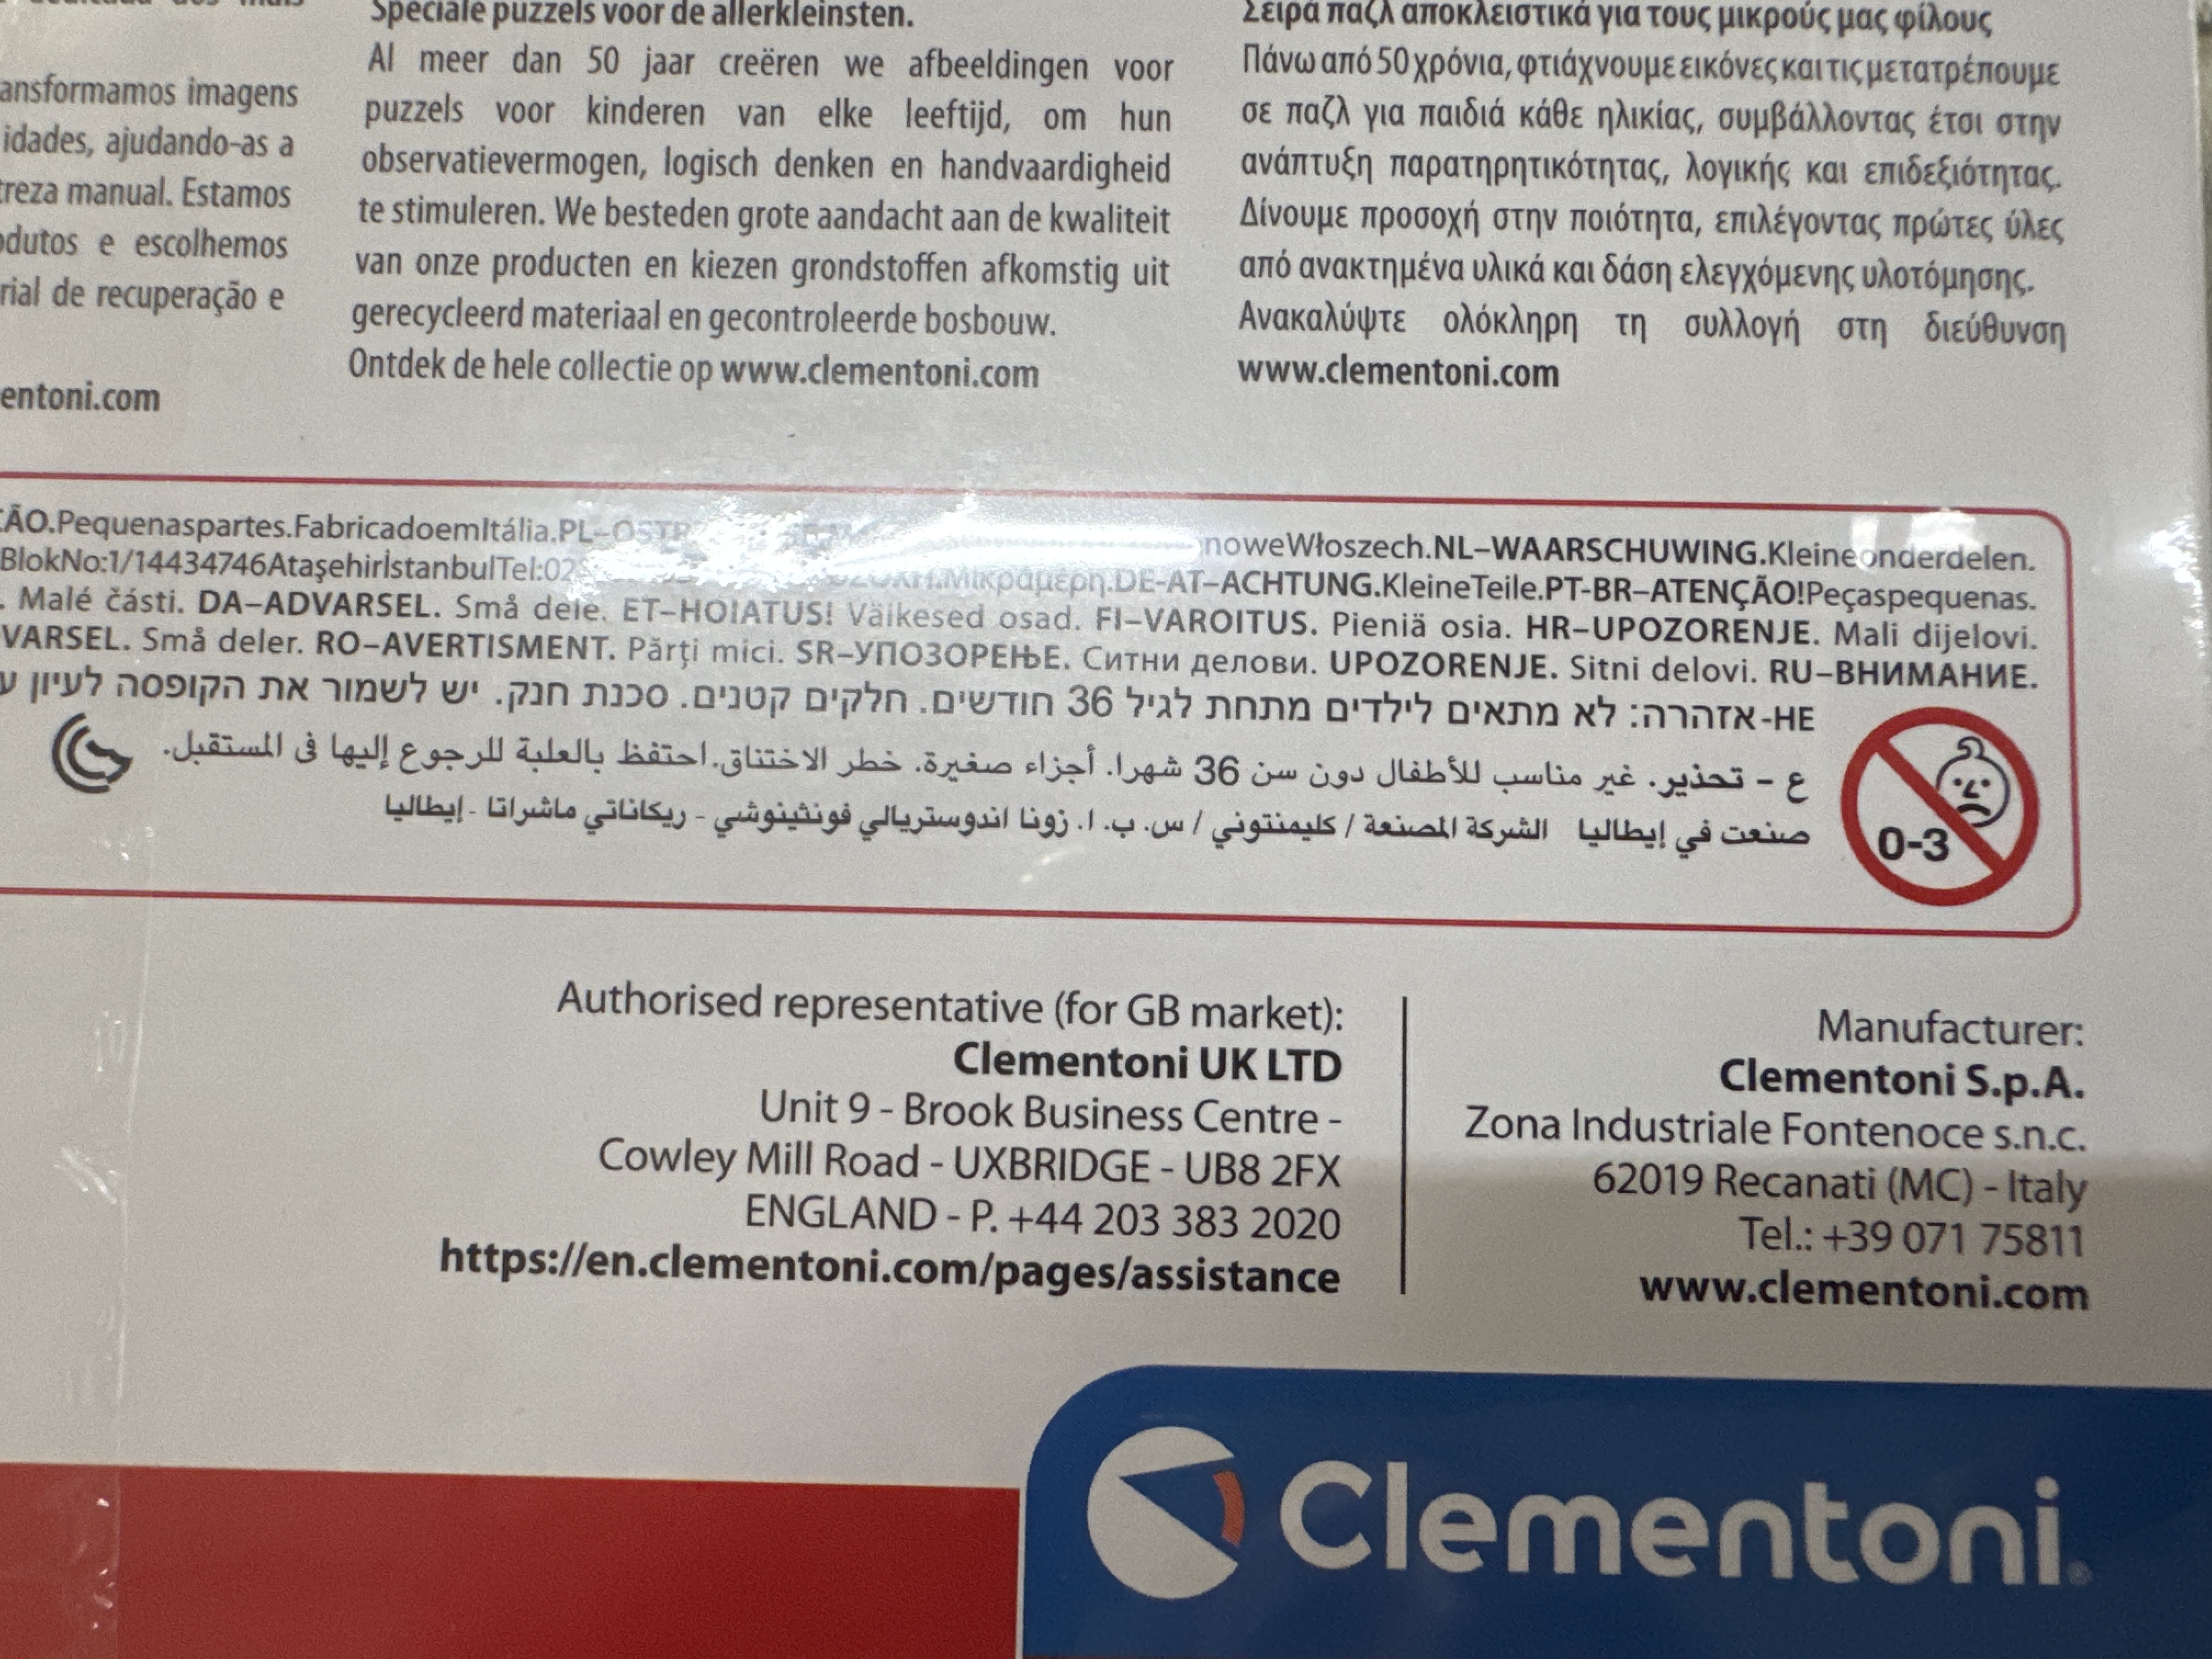 ansformamos imagens
idades, ajudando-as a
treza manual. Estamos
odutos e escolhemos
rial de recuperação e
entoni.com
Speciale puzzels voor de allerkleinsten.
Al meer dan 50 jaar creëren we afbeeldingen voor
puzzels voor kinderen van elke leeftijd, om hun
observatievermogen, logisch denken en handvaardigheid
te stimuleren. We besteden grote aandacht aan de kwaliteit
van onze producten en kiezen grondstoffen afkomstig uit
gerecycleerd materiaal en gecontroleerde bosbouw.
Ontdek de hele collectie op www.clementoni.com
Σειρά παζλ αποκλειστικά για τους μικρούς μας φίλους
Πάνω από 50 χρόνια, φτιάχνουμε εικόνες και τις μετατρέπουμε
σε παζλ για παιδιά κάθε ηλικίας, συμβάλλοντας έτσι στην
ανάπτυξη παρατηρητικότητας, λογικής και επιδεξιότητας.
Δίνουμε προσοχή στην ποιότητα, επιλέγοντας πρώτες ύλες
από ανακτημένα υλικά και δάση ελεγχόμενης υλοτόμησης.
Ανακαλύψτε ολόκληρη τη συλλογή στη διεύθυνση
www.clementoni.com
ÇÃO.Pequenaspartes.FabricadoemItália.PL–OSTR noweWłoszech.NL–WAARSCHUWING.Kleineonderdelen.
BlokNo:1/14434746AtaşehirİstanbulTel:02 Μικράμέρη.DE-AT–ACHTUNG.KleineTeile.PT-BR–ATENÇÃO!Peçaspequenas.
. Malé části. DA–ADVARSEL. Små dele. ET–HOIATUS! Väikesed osad. FI–VAROITUS. Pieniä osia. HR–UPOZORENJE. Mali dijelovi.
VARSEL. Små deler. RO–AVERTISMENT. Părți mici. SR–УПОЗОРЕЊЕ. Ситни делови. UPOZORENJE. Sitni delovi. RU–ВНИМАНИЕ.
HE-אזהרה: לא מתאים לילדים מתחת לגיל 36 חודשים. חלקים קטנים. סכנת חנק. יש לשמור את הקופסה לעיון ע
ع - تحذير. غير مناسب للأطفال دون سن 36 شهرا. أجزاء صغيرة. خطر الاختناق. احتفظ بالعلبة للرجوع إليها فى المستقبل.
صنعت في إيطاليا الشركة المصنعة / كليمنتوني / س. ب. ا. زونا اندوستريالي فونثينوشي - ريكاناتي ماشراتا - إيطاليا
0-3
Authorised representative (for GB market):
Clementoni UK LTD
Unit 9 - Brook Business Centre -
Cowley Mill Road - UXBRIDGE - UB8 2FX
ENGLAND - P. +44 203 383 2020
https://en.clementoni.com/pages/assistance
Manufacturer:
Clementoni S.p.A.
Zona Industriale Fontenoce s.n.c.
62019 Recanati (MC) - Italy
Tel.: +39 071 75811
www.clementoni.com
Clementoni